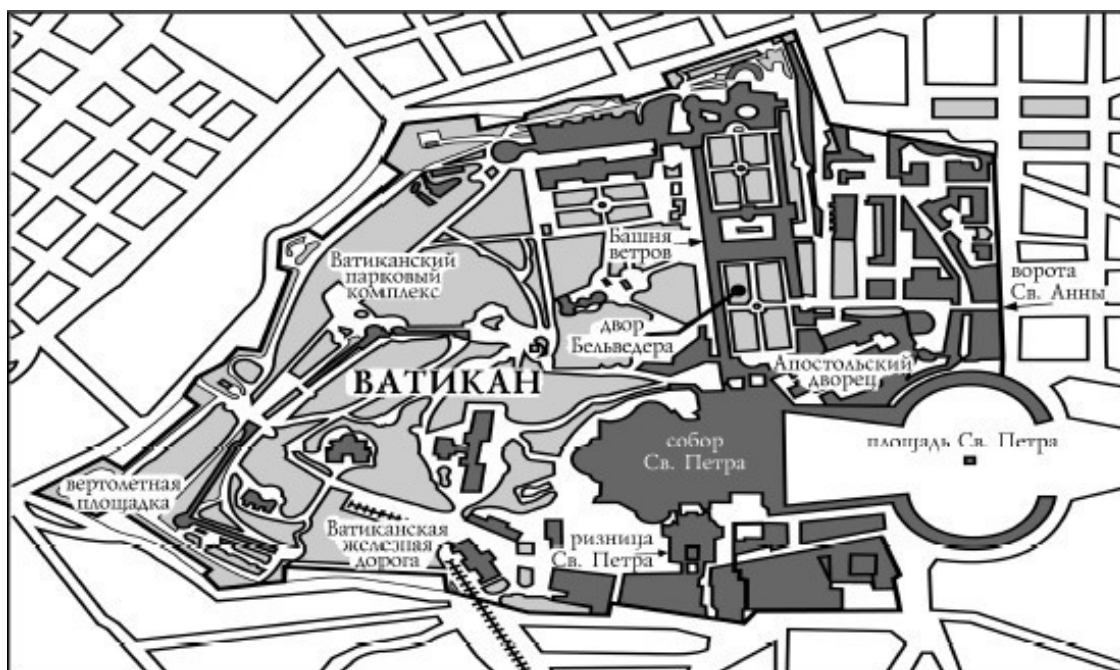 Башня
ветров
Ватиканский
парковый
комплекс
ворота
Св. Анны
двор
Бельведера
Апостольский
дворец
ВАТИКАН
собор
Св. Петра
площадь Св. Петра
вертолетная
площадка
Ватиканская
железная
дорога
ризница
Св. Петра